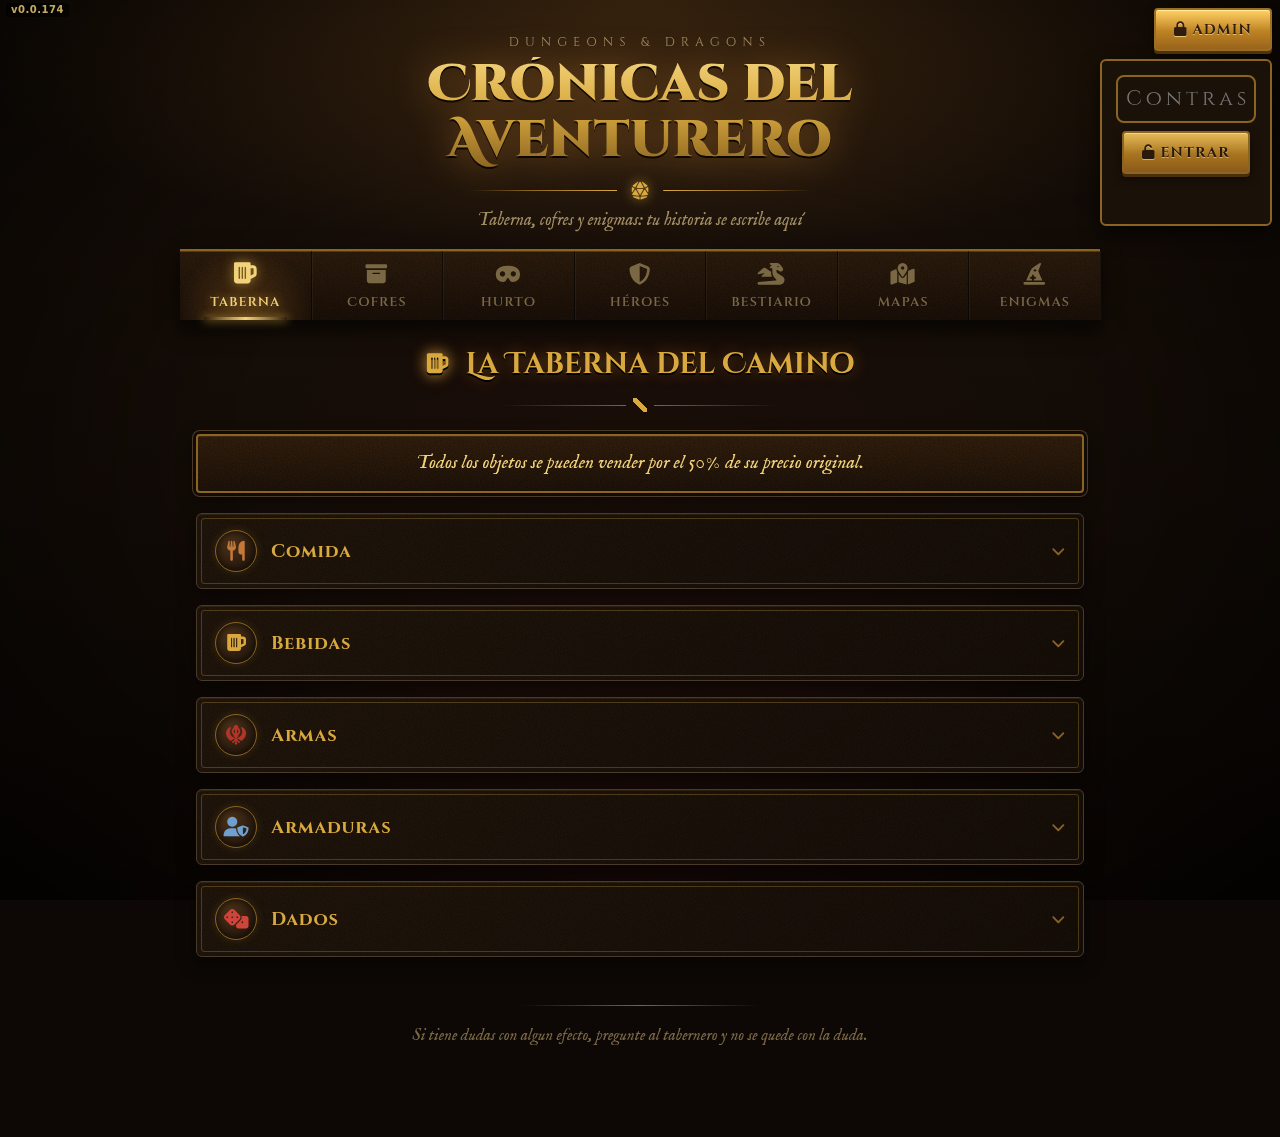 v0.0.174
ADMIN
DUNGEONS & DRAGONS
Crónicas del
Aventurero
Contras
ENTRAR
Taberna, cofres y enigmas: tu historia se escribe aquí
TABERNA COFRES HURTO HÉROES BESTIARIO MAPAS ENIGMAS
La Taberna del Camino
Todos los objetos se pueden vender por el 50% de su precio original.
Comida
Bebidas
Armas
Armaduras
Dados
Si tiene dudas con algun efecto, pregunte al tabernero y no se quede con la duda.